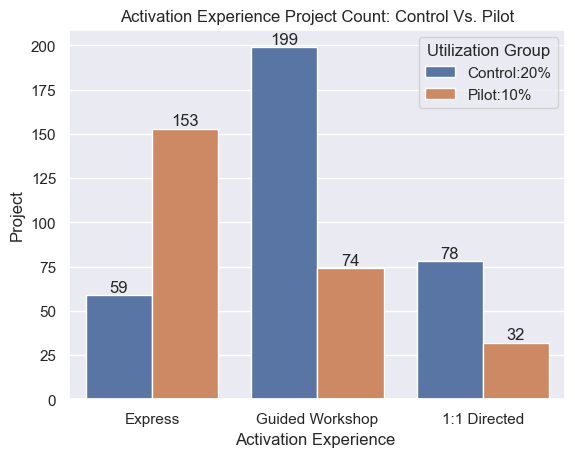 Activation Experience Project Count: Control Vs. Pilot
Utilization Group
Control:20%
Pilot:10%
Project
200
175
150
125
100
75
50
25
0
59
153
199
74
78
32
Express
Guided Workshop
1:1 Directed
Activation Experience